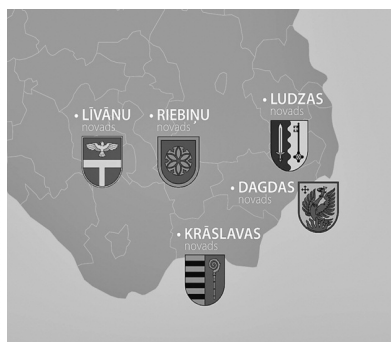 • LĪVĀNU
novads
• RIEBIŅU
novads
• LUDZAS
novads
• DAGDAS
novads
• KRĀSLAVAS
novads